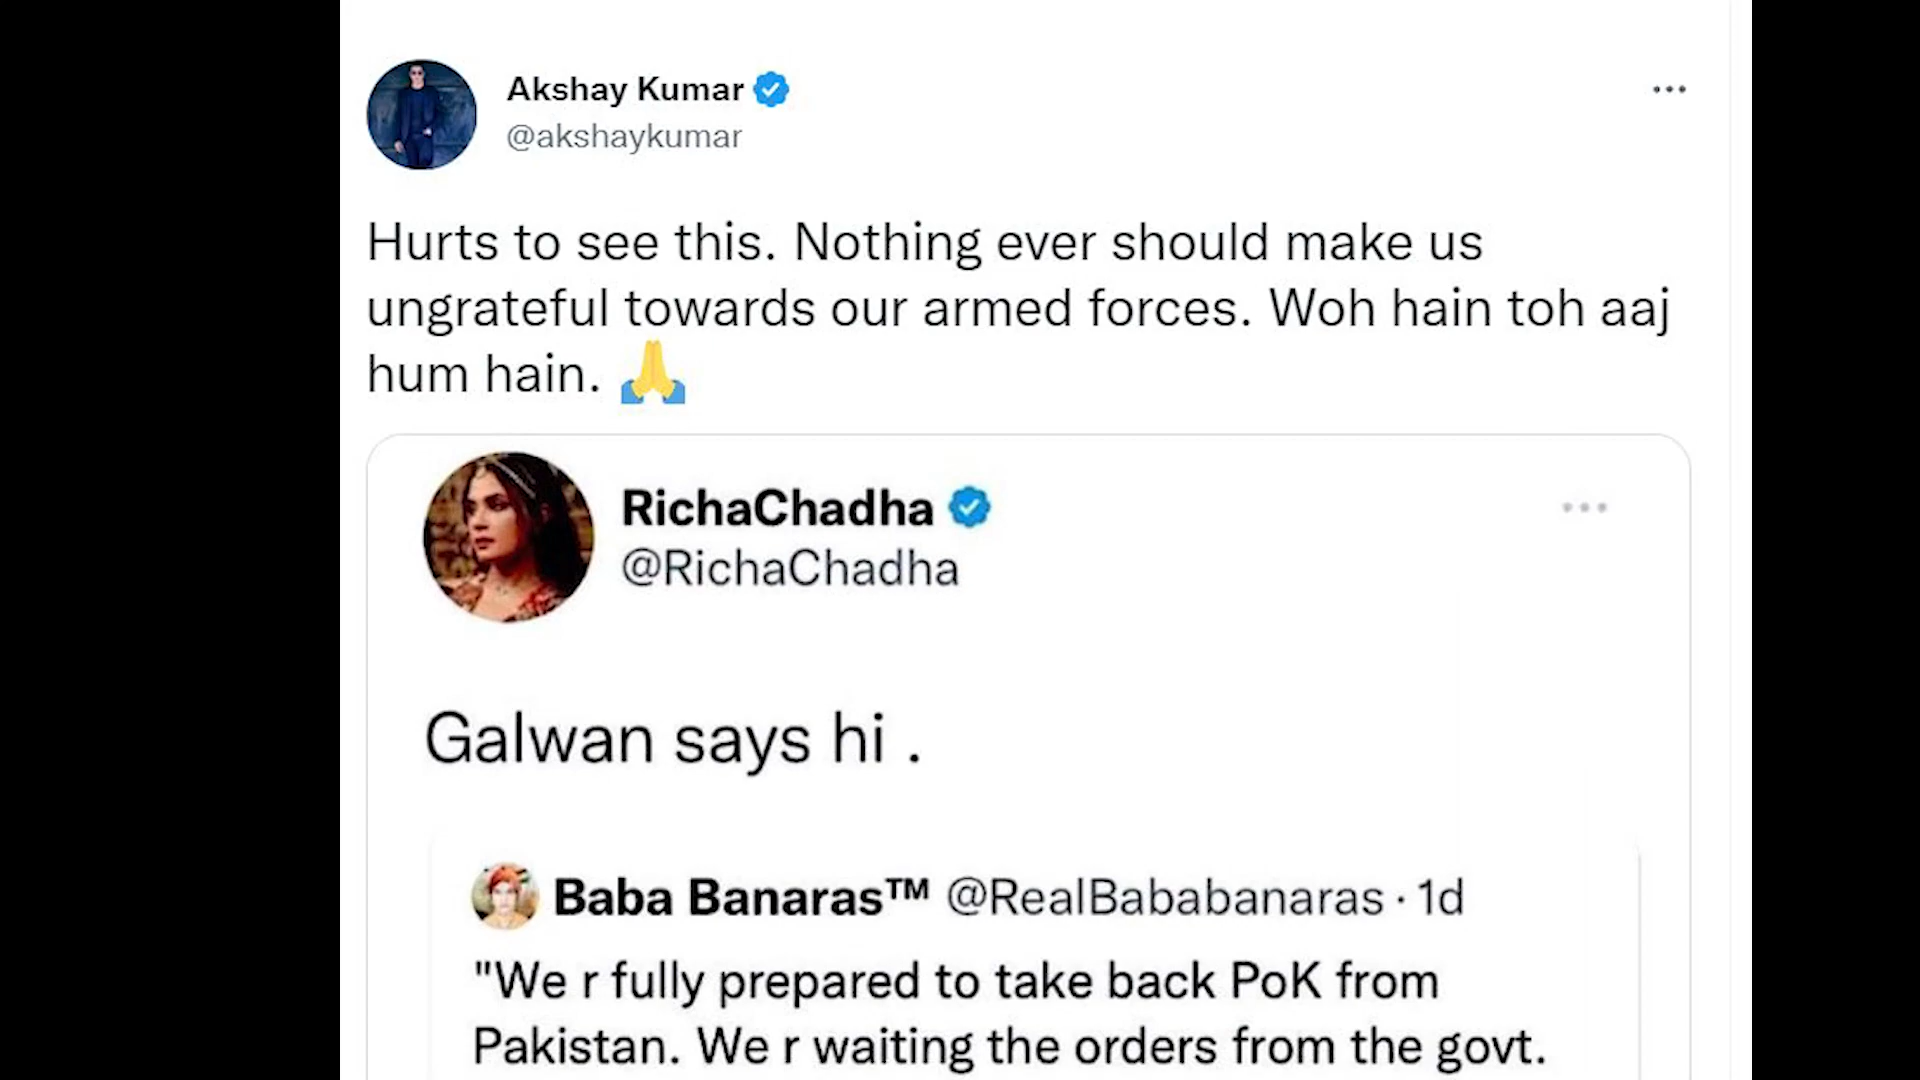 Akshay Kumar
@akshaykumar
Hurts to see this. Nothing ever should make us
ungrateful towards our armed forces. Woh hain toh aaj
hum hain. 🙏
RichaChadha
@RichaChadha
Galwan says hi .
Baba Banaras™ @RealBababanaras · 1d
"We r fully prepared to take back PoK from
Pakistan. We r waiting the orders from the govt.